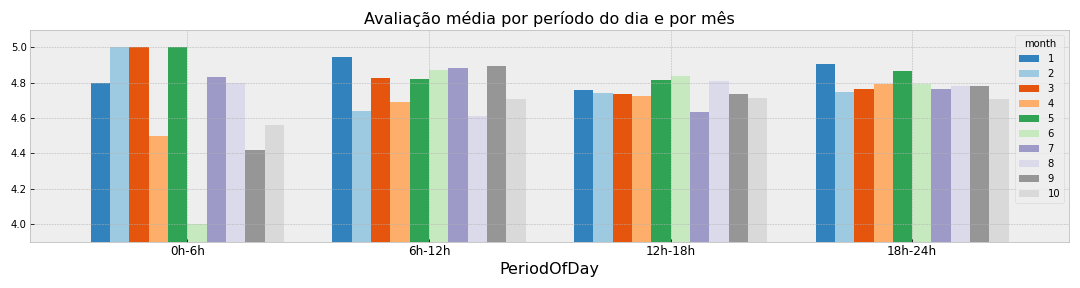 Avaliação média por período do dia e por mês
5.0
4.8
4.6
4.4
4.2
4.0
0h-6h
6h-12h
12h-18h
18h-24h
PeriodOfDay
month
1
2
3
4
5
6
7
8
9
10